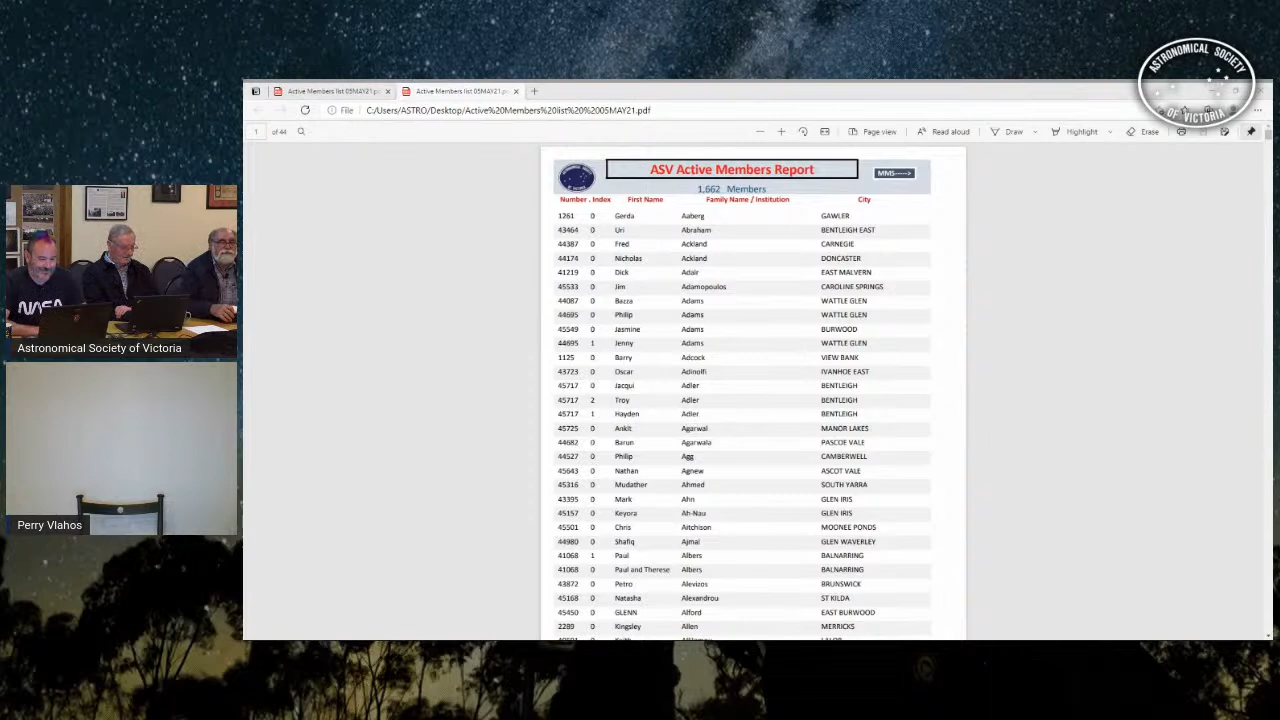 ASTRONOMICAL SOCIETY
OF VICTORIA
Active Members list 05MAY21.p
Active Members list 05MAY21.p
File C:/Users/ASTRO/Desktop/Active%20Members%20list%20%2005MAY21.pdf
1 of 44 Page view Read aloud Draw Highlight Erase
ASV Active Members Report
MMS----->
1,662 Members
Number . Index First Name Family Name / Institution City
1261 0 Gerda Aaberg GAWLER
43464 0 Uri Abraham BENTLEIGH EAST
44387 0 Fred Ackland CARNEGIE
44174 0 Nicholas Ackland DONCASTER
41219 0 Dick Adair EAST MALVERN
45533 0 Jim Adamopoulos CAROLINE SPRINGS
44087 0 Bazza Adams WATTLE GLEN
44695 0 Philip Adams WATTLE GLEN
45549 0 Jasmine Adams BURWOOD
44695 1 Jenny Adams WATTLE GLEN
1125 0 Barry Adcock VIEW BANK
43723 0 Oscar Adinolfi IVANHOE EAST
45717 0 Jacqui Adler BENTLEIGH
45717 2 Troy Adler BENTLEIGH
45717 1 Hayden Adler BENTLEIGH
45725 0 Ankit Agarwal MANOR LAKES
44682 0 Barun Agarwala PASCOE VALE
44527 0 Philip Agg CAMBERWELL
45643 0 Nathan Agnew ASCOT VALE
45316 0 Mudather Ahmed SOUTH YARRA
43395 0 Mark Ahn GLEN IRIS
45157 0 Keyora Ah-Nau GLEN IRIS
45501 0 Chris Aitchison MOONEE PONDS
44980 0 Shafiq Ajmal GLEN WAVERLEY
41068 1 Paul Albers BALNARRING
41068 0 Paul and Therese Albers BALNARRING
43872 0 Petro Alevizos BRUNSWICK
45168 0 Natasha Alexandrou ST KILDA
45450 0 GLENN Alford EAST BURWOOD
2289 0 Kingsley Allen MERRICKS
NASA
Astronomical Society of Victoria
Perry Vlahos